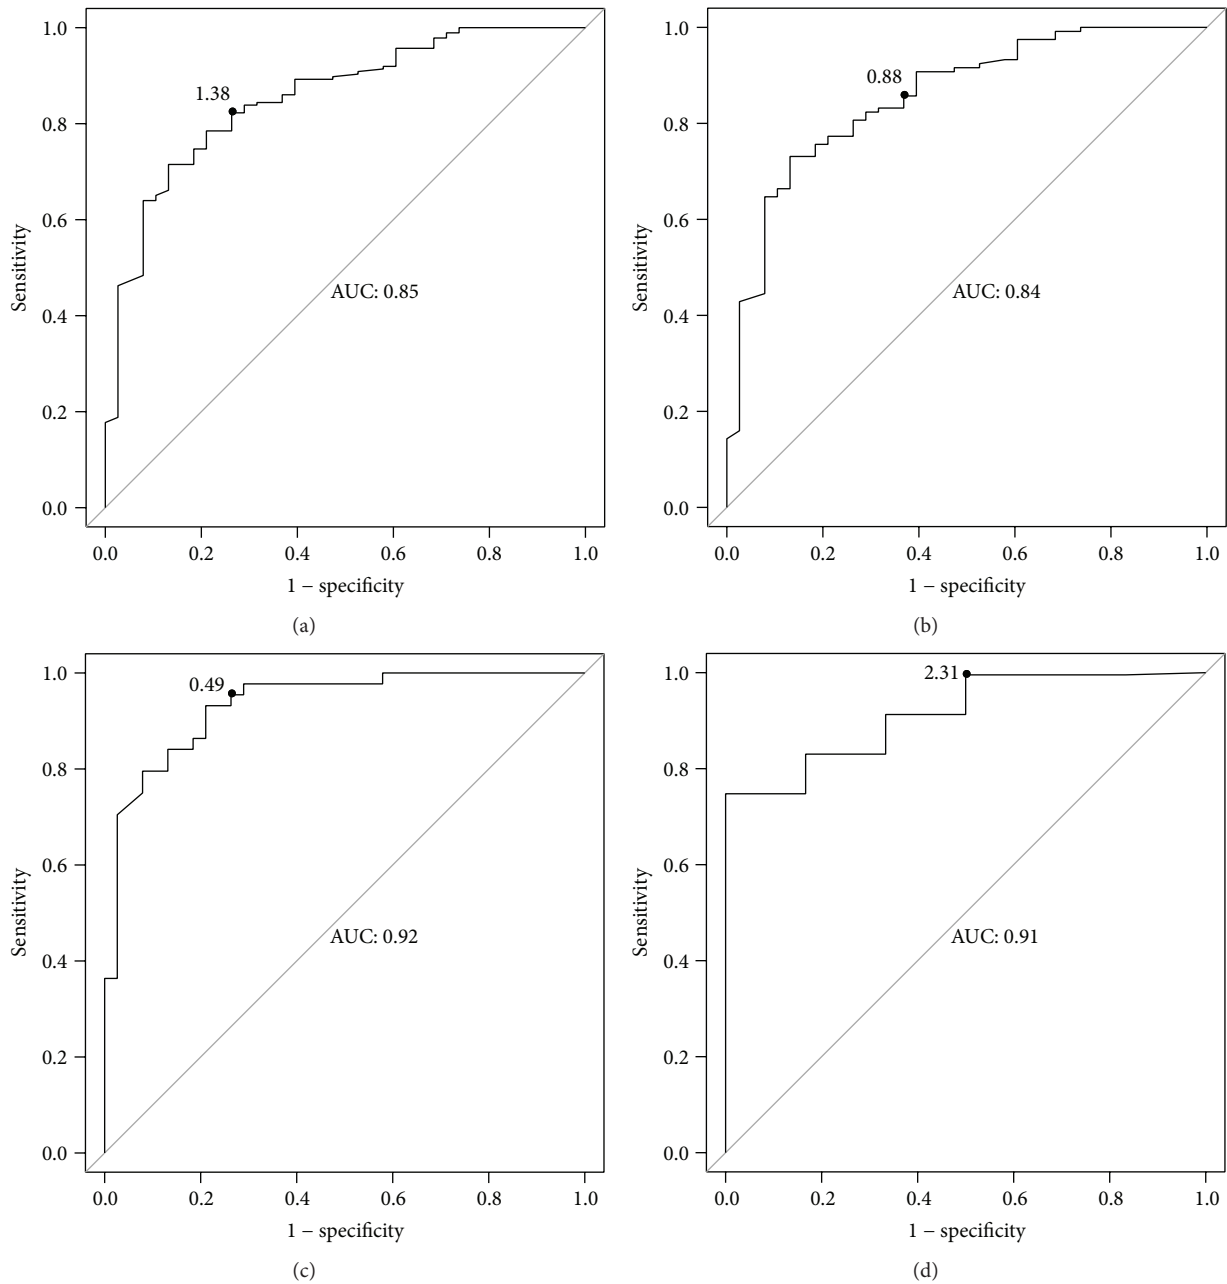 1.0
0.8
0.6
0.4
0.2
0.0
Sensitivity
1.38
AUC: 0.85
0.0 0.2 0.4 0.6 0.8 1.0
1 − specificity
(a)
1.0
0.8
0.6
0.4
0.2
0.0
Sensitivity
0.88
AUC: 0.84
0.0 0.2 0.4 0.6 0.8 1.0
1 − specificity
(b)
1.0
0.8
0.6
0.4
0.2
0.0
Sensitivity
0.49
AUC: 0.92
0.0 0.2 0.4 0.6 0.8 1.0
1 − specificity
(c)
1.0
0.8
0.6
0.4
0.2
0.0
Sensitivity
2.31
AUC: 0.91
0.0 0.2 0.4 0.6 0.8 1.0
1 − specificity
(d)